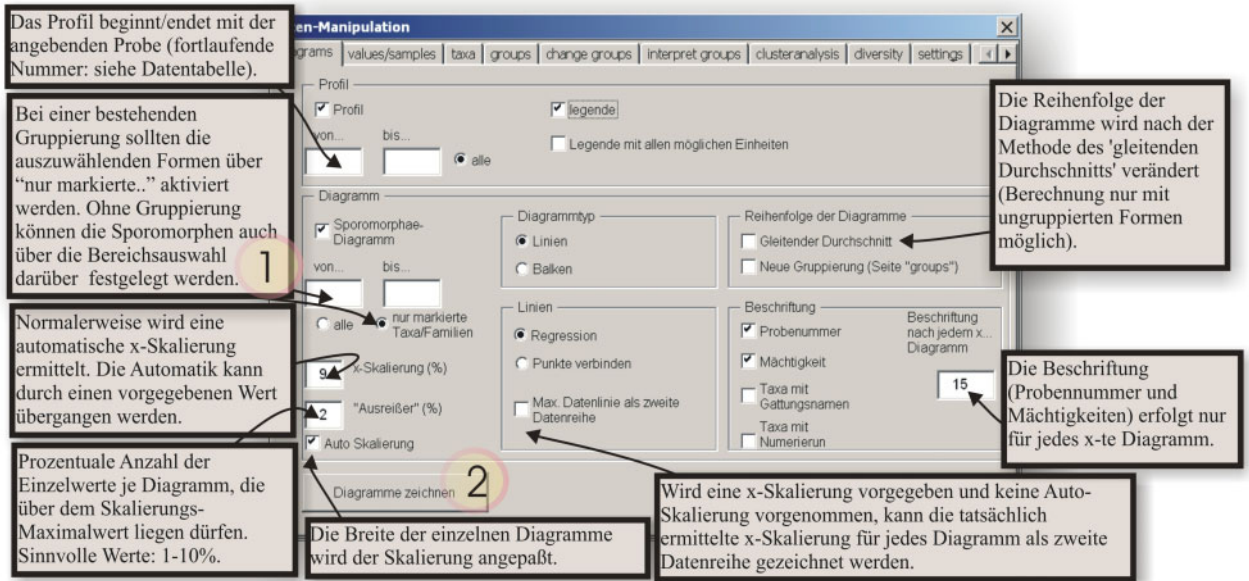 Das Profil beginnt/endet mit der
angebenden Probe (fortlaufende
Nummer: siehe Datentabelle).
Bei einer bestehenden
Gruppierung sollten die
auszuwählenden Formen über
“nur markierte..” aktiviert
werden. Ohne Gruppierung
können die Sporomorphen auch
über die Bereichsauswahl
darüber festgelegt werden.
1
Normalerweise wird eine
automatische x-Skalierung
ermittelt. Die Automatik kann
durch einen vorgegebenen Wert
übergangen werden.
Prozentuale Anzahl der
Einzelwerte je Diagramm, die
über dem Skalierungs-
Maximalwert liegen dürfen.
Sinnvolle Werte: 1-10%.
en-Manipulation
grams values/samples taxa groups change groups interpret groups clusteranalysis diversity settings
Profil
Profil
legende
von... bis...
alle
Legende mit allen möglichen Einheiten
Diagramm
Sporomorphae-
Diagramm
von... bis...
alle
nur markierte
Taxa/Familien
9 x-Skalierung (%)
2 "Ausreißer" (%)
Auto Skalierung
Diagrammtyp
Linien
Balken
Linien
Regression
Punkte verbinden
Max. Datenlinie als zweite
Datenreihe
Reihenfolge der Diagramme
Gleitender Durchschnitt
Neue Gruppierung (Seite "groups")
Beschriftung
Probenummer
Mächtigkeit
Taxa mit
Gattungsnamen
Taxa mit
Numerierun
Beschriftung
nach jedem x...
Diagramm
15
Diagramme zeichnen
2
Die Reihenfolge der
Diagramme wird nach der
Methode des 'gleitenden
Durchschnitts' verändert
(Berechnung nur mit
ungruppierten Formen
möglich).
Die Beschriftung
(Probennummer und
Mächtigkeiten) erfolgt nur
für jedes x-te Diagramm.
Die Breite der einzelnen Diagramme
wird der Skalierung angepaßt.
Wird eine x-Skalierung vorgegeben und keine Auto-
Skalierung vorgenommen, kann die tatsächlich
ermittelte x-Skalierung für jedes Diagramm als zweite
Datenreihe gezeichnet werden.